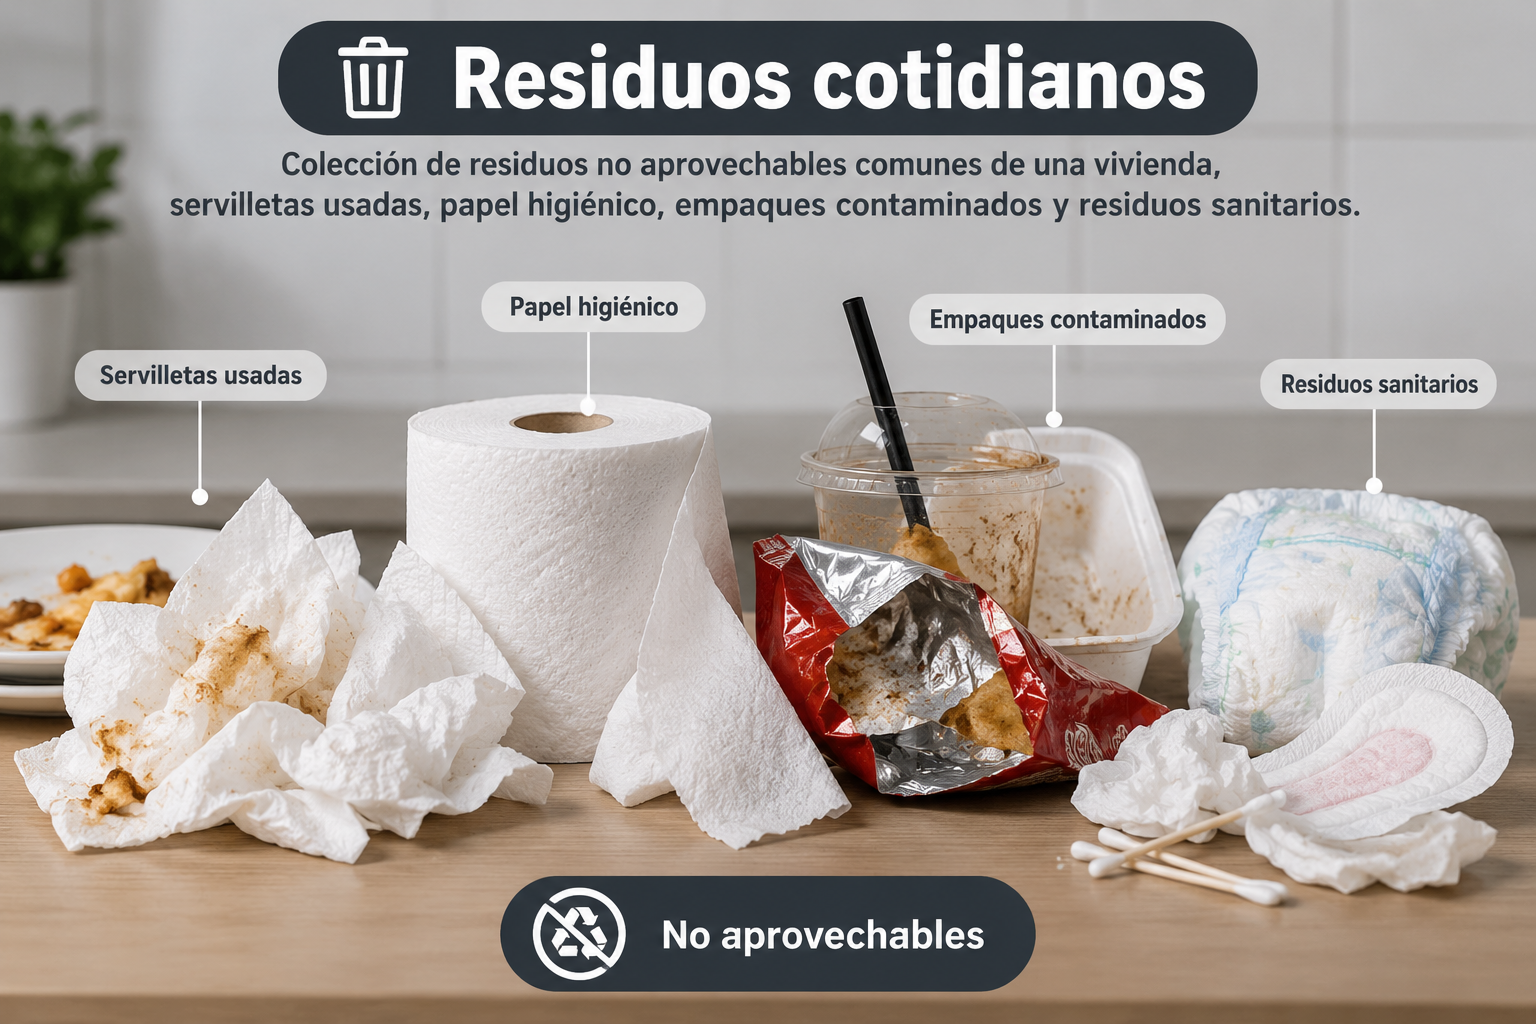 Residuos cotidianos
Colección de residuos no aprovechables comunes de una vivienda,
servilletas usadas, papel higiénico, empaques contaminados y residuos sanitarios.
Papel higiénico
Empaques contaminados
Servilletas usadas
Residuos sanitarios
No aprovechables